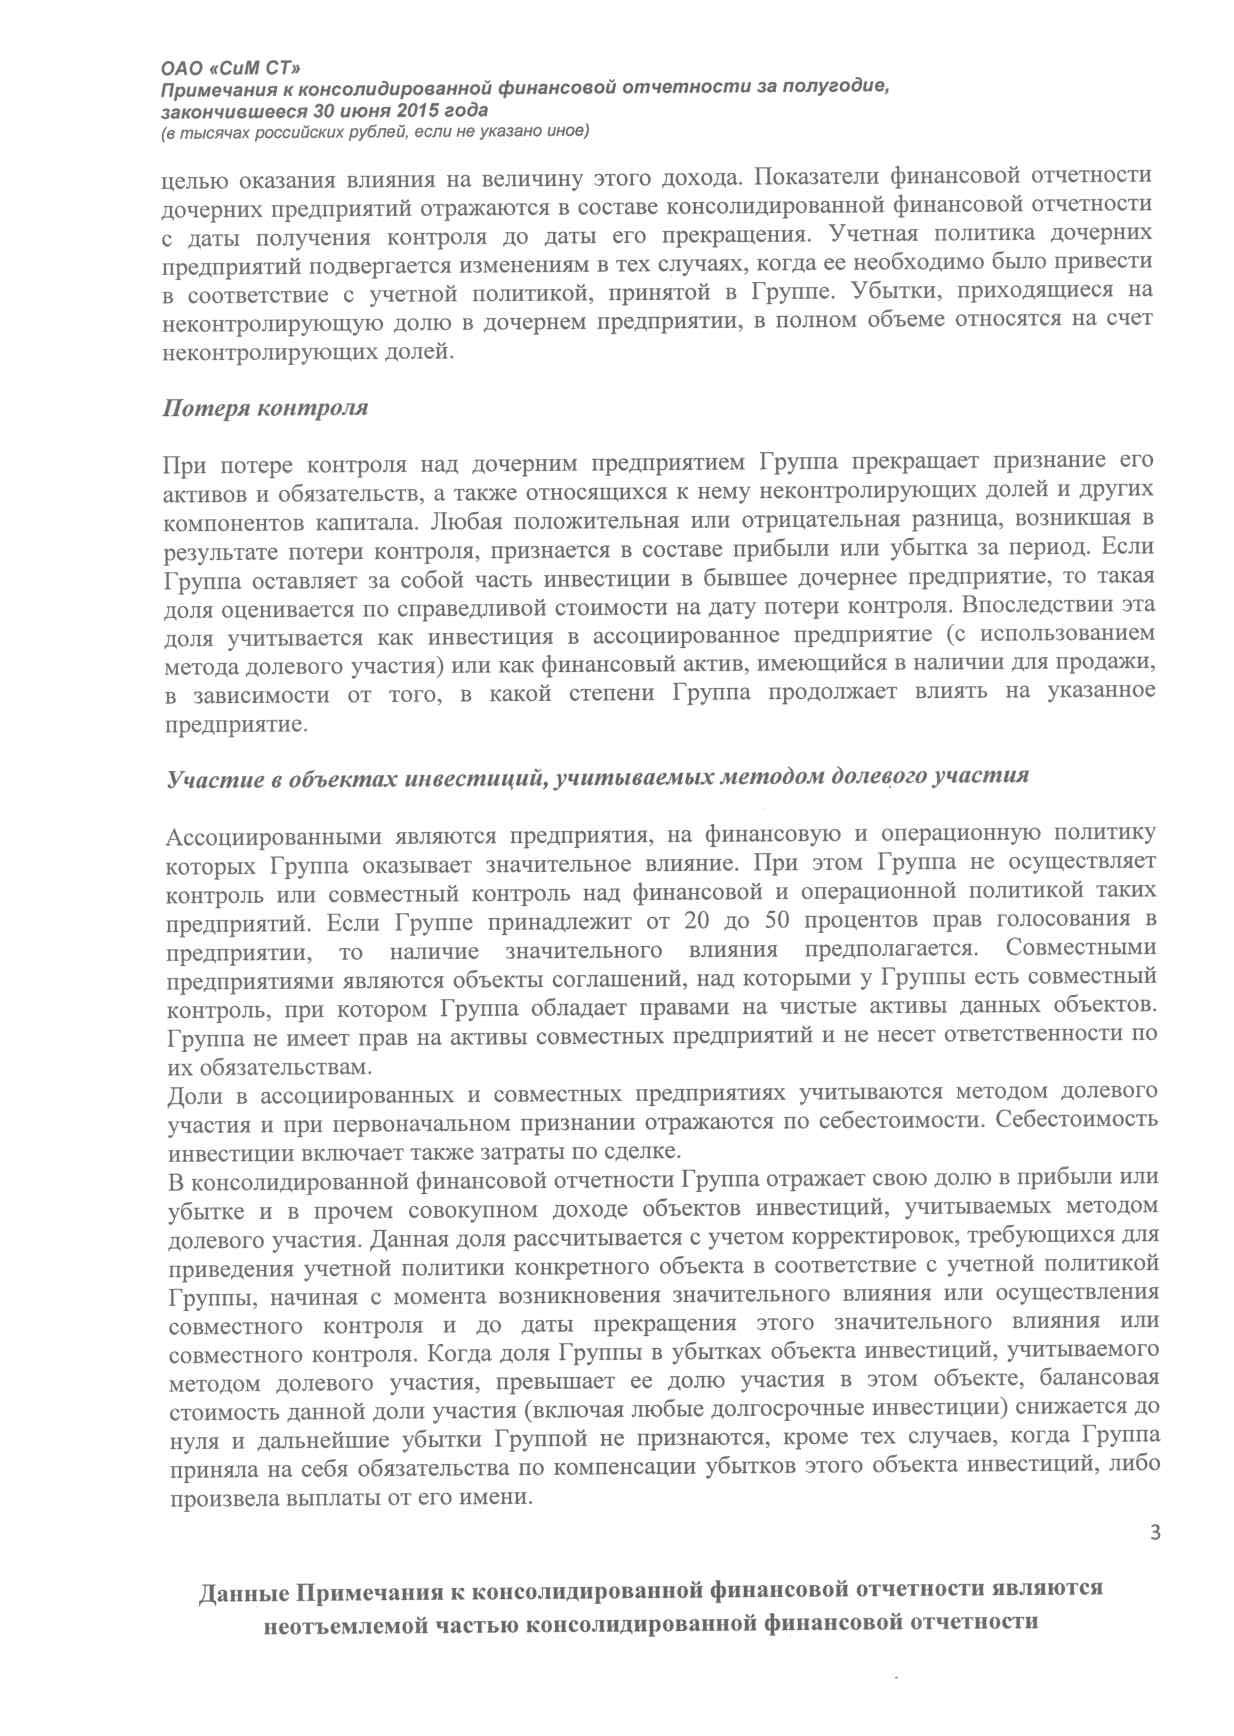 ОАО «СиМ СТ»
Примечания к консолидированной финансовой отчетности за полугодие,
закончившееся 30 июня 2015 года
(в тысячах российских рублей, если не указано иное)
целью оказания влияния на величину этого дохода. Показатели финансовой отчетности
дочерних предприятий отражаются в составе консолидированной финансовой отчетности
с даты получения контроля до даты его прекращения. Учетная политика дочерних
предприятий подвергается изменениям в тех случаях, когда ее необходимо было привести
в соответствие с учетной политикой, принятой в Группе. Убытки, приходящиеся на
неконтролирующую долю в дочернем предприятии, в полном объеме относятся на счет
неконтролирующих долей.
Потеря контроля
При потере контроля над дочерним предприятием Группа прекращает признание его
активов и обязательств, а также относящихся к нему неконтролирующих долей и других
компонентов капитала. Любая положительная или отрицательная разница, возникшая в
результате потери контроля, признается в составе прибыли или убытка за период. Если
Группа оставляет за собой часть инвестиции в бывшее дочернее предприятие, то такая
доля оценивается по справедливой стоимости на дату потери контроля. Впоследствии эта
доля учитывается как инвестиция в ассоциированное предприятие (с использованием
метода долевого участия) или как финансовый актив, имеющийся в наличии для продажи,
в зависимости от того, в какой степени Группа продолжает влиять на указанное
предприятие.
Участие в объектах инвестиций, учитываемых методом долевого участия
Ассоциированными являются предприятия, на финансовую и операционную политику
которых Группа оказывает значительное влияние. При этом Группа не осуществляет
контроль или совместный контроль над финансовой и операционной политикой таких
предприятий. Если Группе принадлежит от 20 до 50 процентов прав голосования в
предприятии, то наличие значительного влияния предполагается. Совместными
предприятиями являются объекты соглашений, над которыми у Группы есть совместный
контроль, при котором Группа обладает правами на чистые активы данных объектов.
Группа не имеет прав на активы совместных предприятий и не несет ответственности по
их обязательствам.
Доли в ассоциированных и совместных предприятиях учитываются методом долевого
участия и при первоначальном признании отражаются по себестоимости. Себестоимость
инвестиции включает также затраты по сделке.
В консолидированной финансовой отчетности Группа отражает свою долю в прибыли или
убытке и в прочем совокупном доходе объектов инвестиций, учитываемых методом
долевого участия. Данная доля рассчитывается с учетом корректировок, требующихся для
приведения учетной политики конкретного объекта в соответствие с учетной политикой
Группы, начиная с момента возникновения значительного влияния или осуществления
совместного контроля и до даты прекращения этого значительного влияния или
совместного контроля. Когда доля Группы в убытках объекта инвестиций, учитываемого
методом долевого участия, превышает ее долю участия в этом объекте, балансовая
стоимость данной доли участия (включая любые долгосрочные инвестиции) снижается до
нуля и дальнейшие убытки Группой не признаются, кроме тех случаев, когда Группа
приняла на себя обязательства по компенсации убытков этого объекта инвестиций, либо
произвела выплаты от его имени.
3
Данные Примечания к консолидированной финансовой отчетности являются
неотъемлемой частью консолидированной финансовой отчетности